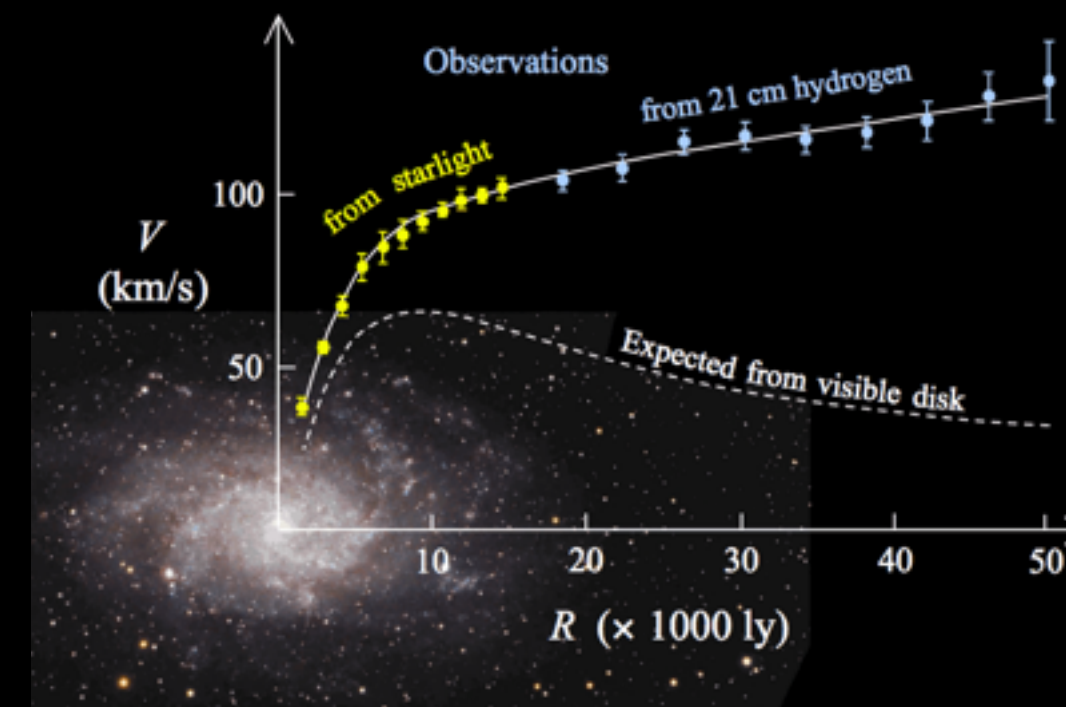 Observations
from 21 cm hydrogen
from starlight
100
V
(km/s)
50
Expected from visible disk
10 20 30 40 50
R (× 1000 ly)